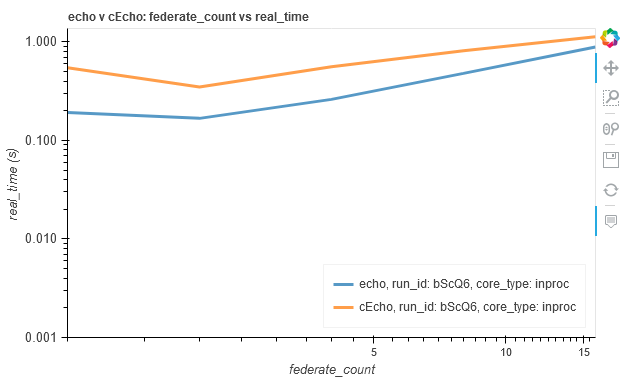 echo v cEcho: federate_count vs real_time
1.000
0.100
0.010
0.001
real_time (s)
echo, run_id: bScQ6, core_type: inproc
cEcho, run_id: bScQ6, core_type: inproc
5
10
15
federate_count